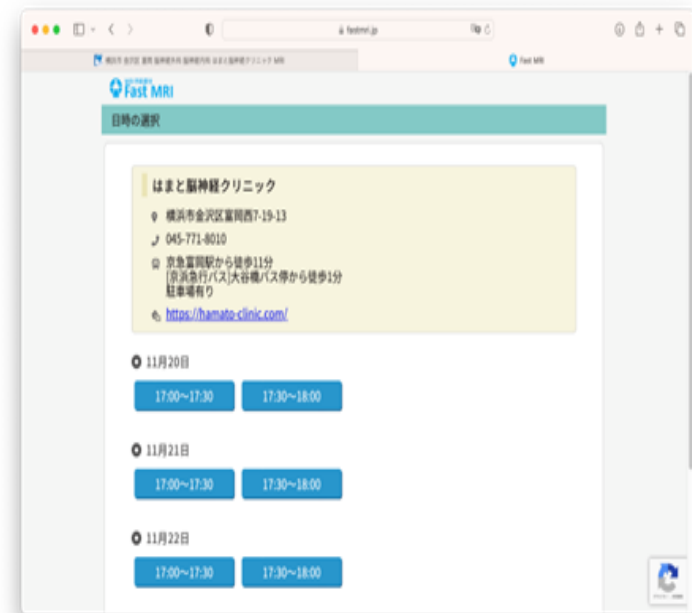 fastmri.jp
Fast MRI
Fast MRI
日時の選択
はまと脳神経クリニック
横浜市金沢区富岡西7-19-13
045-771-8010
京急富岡駅から徒歩11分
[京浜急行バス]大谷橋バス停から徒歩1分
駐車場有り
https://hamato-clinic.com/
11月20日
17:00〜17:30 17:30〜18:00
11月21日
17:00〜17:30 17:30〜18:00
11月22日
17:00〜17:30 17:30〜18:00